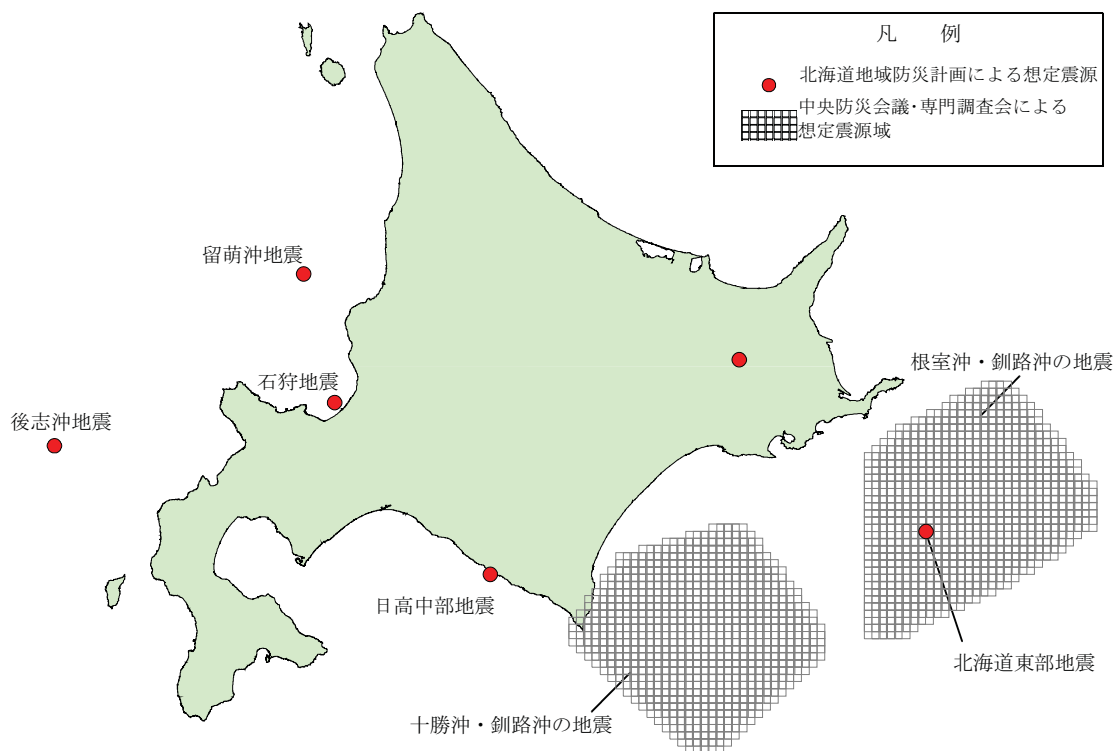 凡 例
北海道地域防災計画による想定震源
中央防災会議・専門調査会による
想定震源域
留萌沖地震
石狩地震
後志沖地震
根室沖・釧路沖の地震
日高中部地震
北海道東部地震
十勝沖・釧路沖の地震